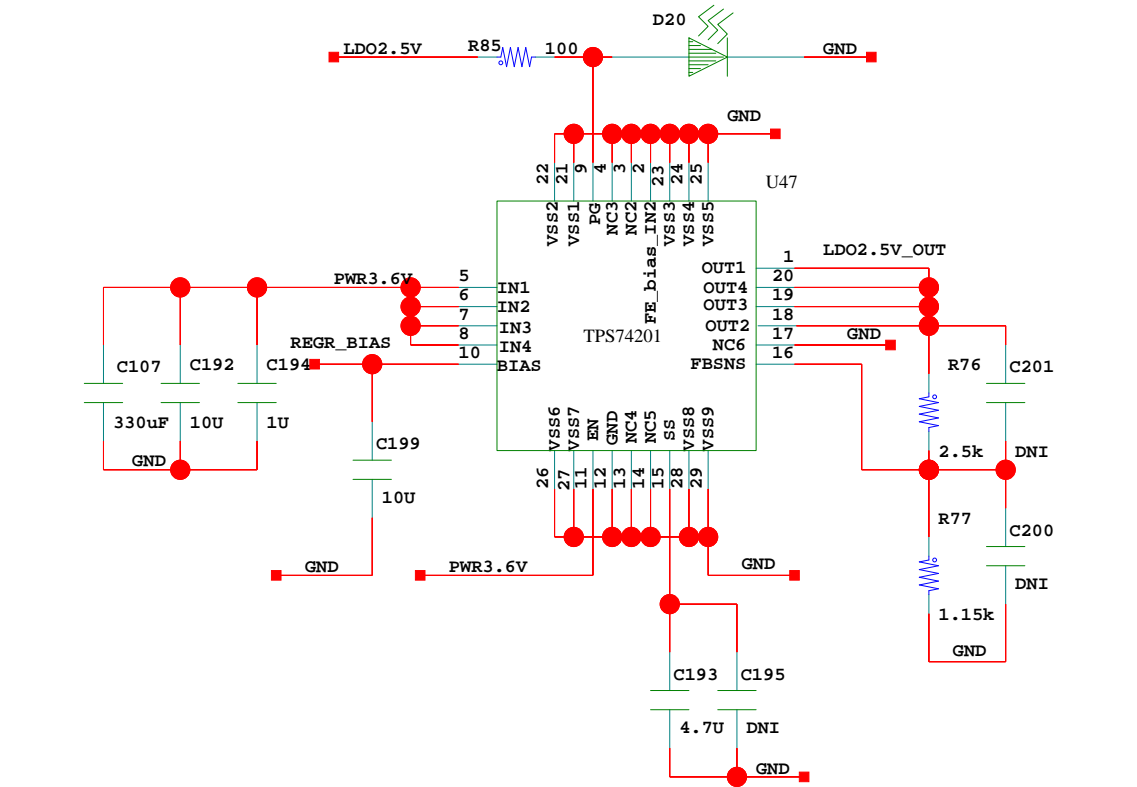 D20
LDO2.5V R85 100 GND
GND
22 21 9 4 3 2 23 24 25
U47
VSS2 VSS1 PG NC3 NC2 FE_bias_IN2 VSS3 VSS4 VSS5
LDO2.5V_OUT
OUT1 1
PWR3.6V 5 IN1 OUT4 20
6 IN2 OUT3 19
7 IN3 OUT2 18
TPS74201
8 IN4 NC6 17 GND
REGR_BIAS 10 BIAS FBSNS 16
C107 C192 C194 R76 C201
330uF 10U 1U
VSS6 VSS7 EN GND NC4 NC5 SS VSS8 VSS9
C199
GND 2.5k DNI
26 27 11 12 13 14 15 28 29
10U
R77 C200
GND PWR3.6V GND
DNI
1.15k
GND
C193 C195
4.7U DNI
GND